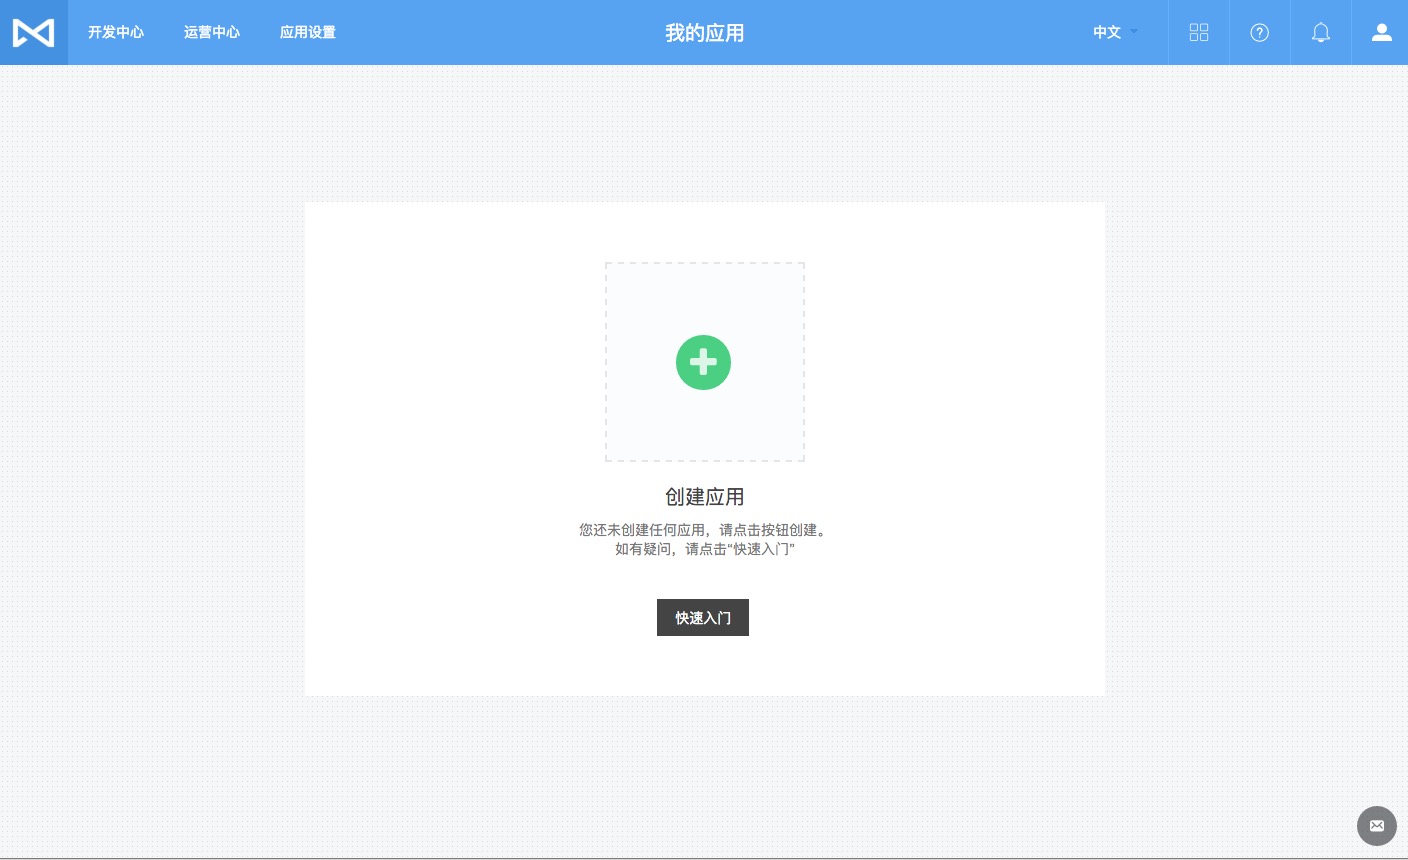 开发中心
运营中心
应用设置
我的应用
中文
创建应用
您还未创建任何应用，请点击按钮创建。
如有疑问，请点击“快速入门”
快速入门